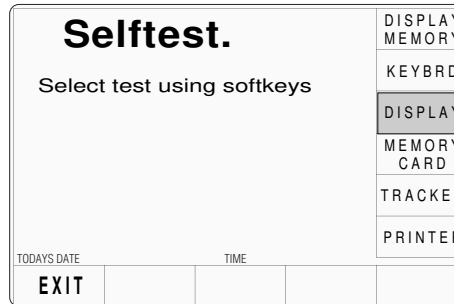 Selftest.
Select test using softkeys
DISPLAY
MEMORY
KEYBRD
DISPLAY
MEMORY
CARD
TRACKE
PRINTER
TODAYS DATE
TIME
EXIT